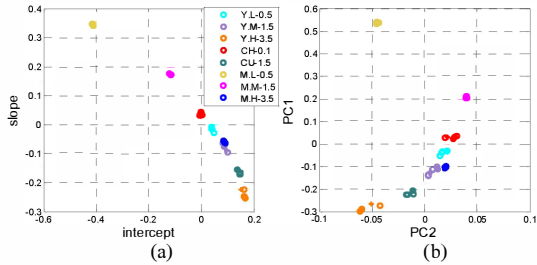 0.5
0.4
0.3
0.2
0.1
0
-0.1
-0.2
-0.3
slope
-0.4
-0.2
0
0.2
intercept
(a)
Y.L-0.5
Y.M-1.5
Y.H-3.5
CH-0.1
CU-1.5
M.L-0.5
M.M-1.5
M.H-3.5
0.6
0.5
0.4
0.3
0.2
0.1
0
-0.1
-0.2
-0.3
PC1
-0.1
-0.05
0
0.05
0.1
PC2
(b)